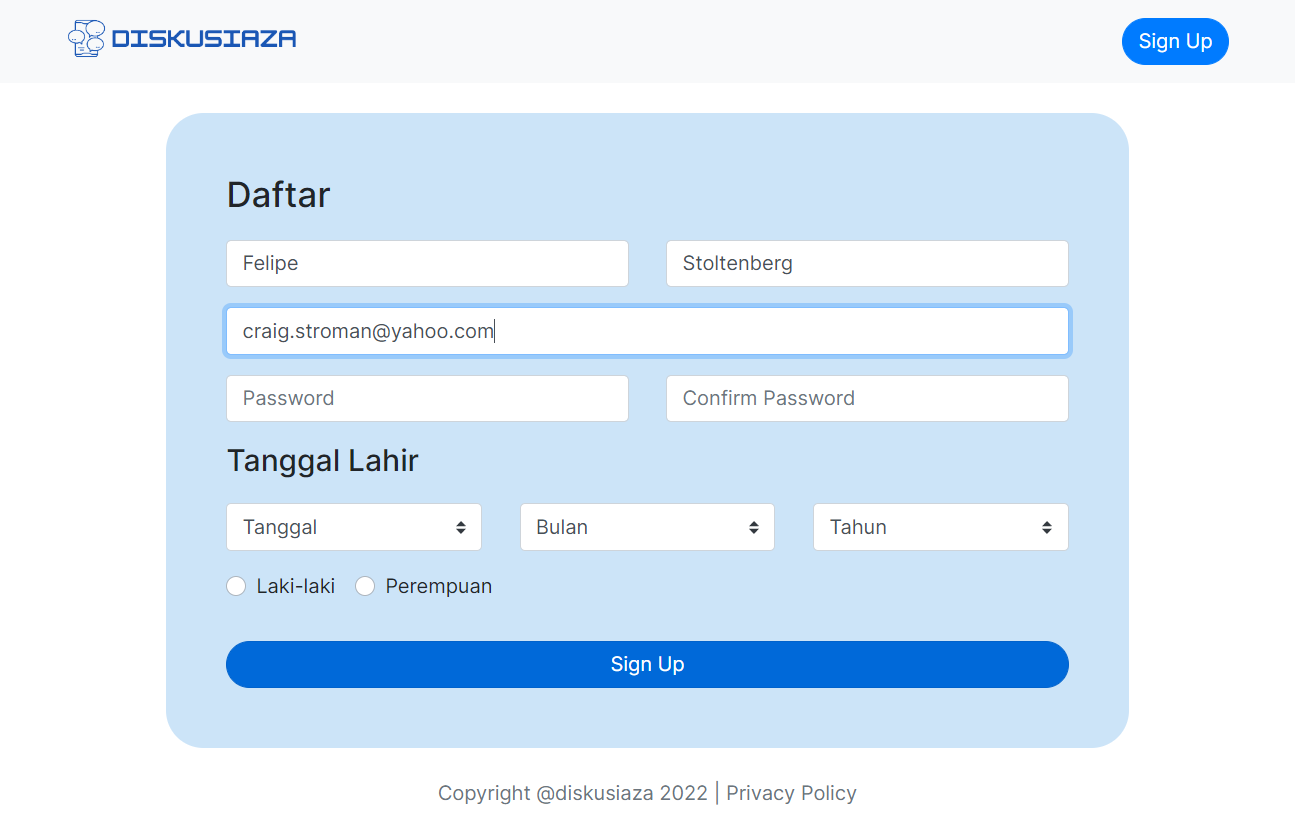 DISKUSIAZA
Sign Up
Daftar
Felipe
Stoltenberg
craig.stroman@yahoo.com
Password
Confirm Password
Tanggal Lahir
Tanggal
Bulan
Tahun
Laki-laki
Perempuan
Sign Up
Copyright @diskusiaza 2022 | Privacy Policy